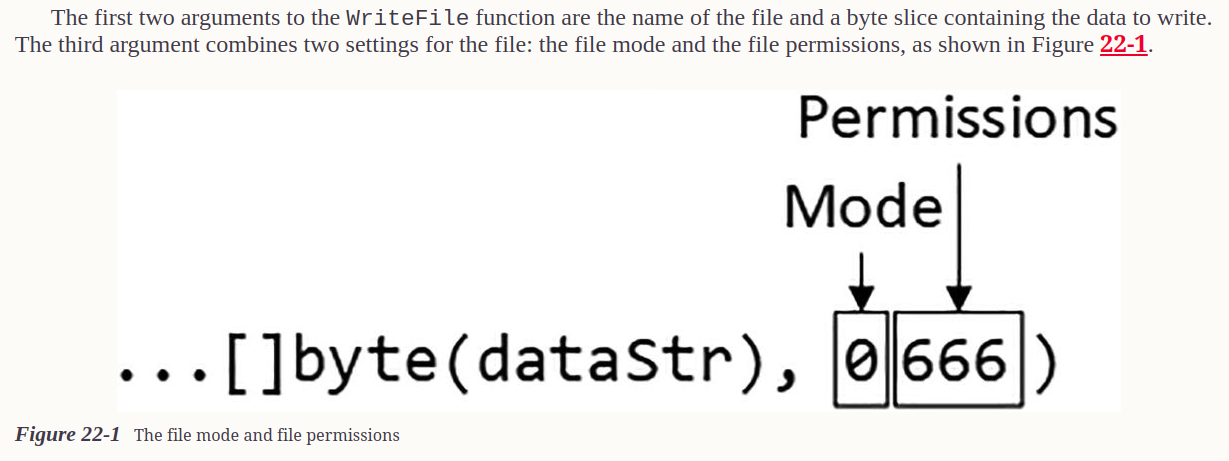 The first two arguments to the WriteFile function are the name of the file and a byte slice containing the data to write.
The third argument combines two settings for the file: the file mode and the file permissions, as shown in Figure 22-1.
Permissions
Mode
...[]byte(dataStr), 0666)
Figure 22-1 The file mode and file permissions